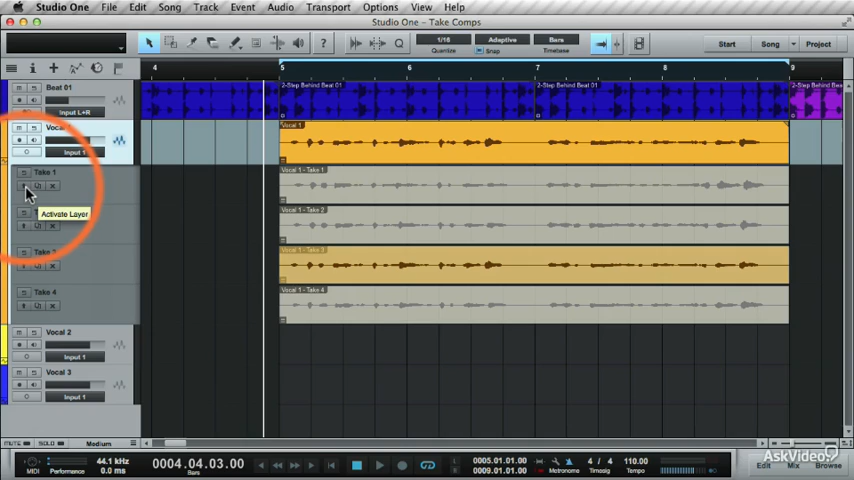 Studio One File Edit Song Track Event Audio Transport Options View Help
Studio One - Take Comps
1/16 Quantize Adaptive Snap Bars Timebase Start Song Project
4 5 6 7 8 9
Beat 01
Input L+R
2-Step Behind Beat 01 2-Step Behind Beat 01 2-Step Behind Beat 01
Vocal
Input 1
Vocal 1
Take 1
Vocal 1 - Take 1
Activate Layer
Vocal 1 - Take 2
Vocal 1 - Take 3
Take 4
Vocal 1 - Take 4
Vocal 2
Input 1
Vocal 3
Input 1
MUTE SOLO Medium
MIDI Performance 44.1 kHz 0.0 ms 0004.04.03.00 Bars L R 0005.01.01.00 0009.01.01.00 Metronome 4 / 4 Timesig 110.00 Tempo Edit Mix Browse
AskVideo